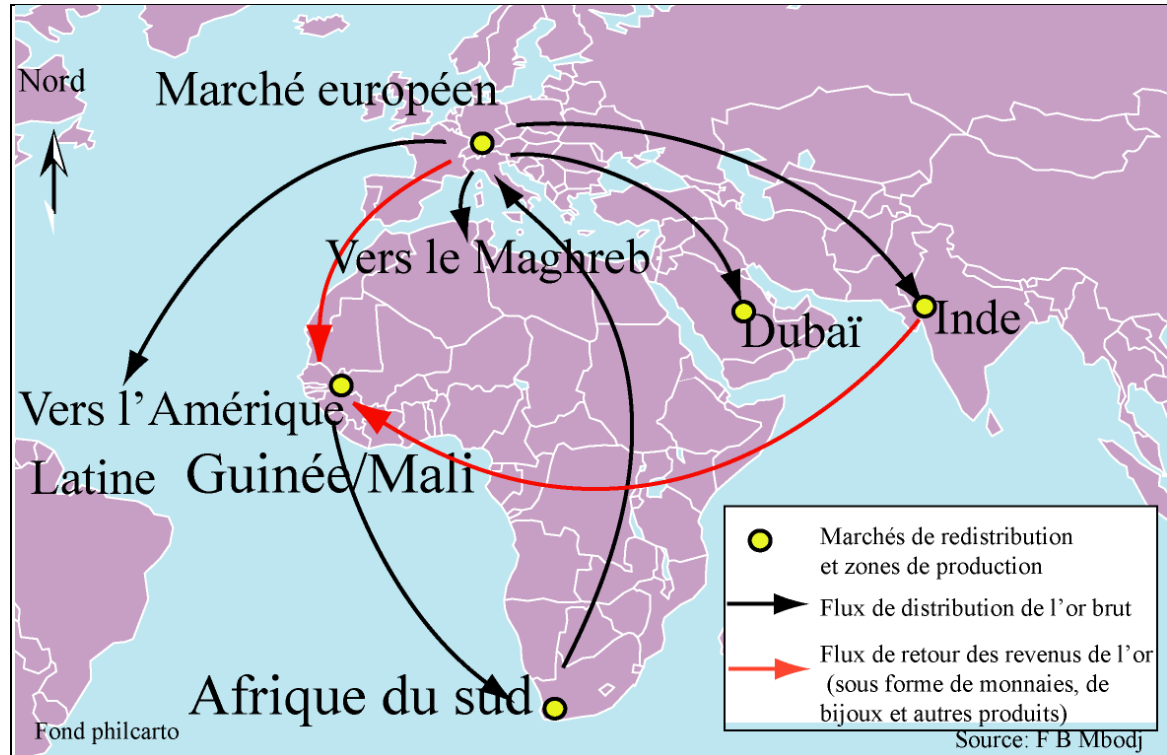 Nord
Marché européen
Vers le Maghreb
Dubaï
Inde
Vers l'Amérique
Latine
Guinée/Mali
Afrique du sud
Marchés de redistribution
et zones de production
Flux de distribution de l'or brut
Flux de retour des revenus de l'or
(sous forme de monnaies, de
bijoux et autres produits)
Fond philcarto
Source: F B Mbodj